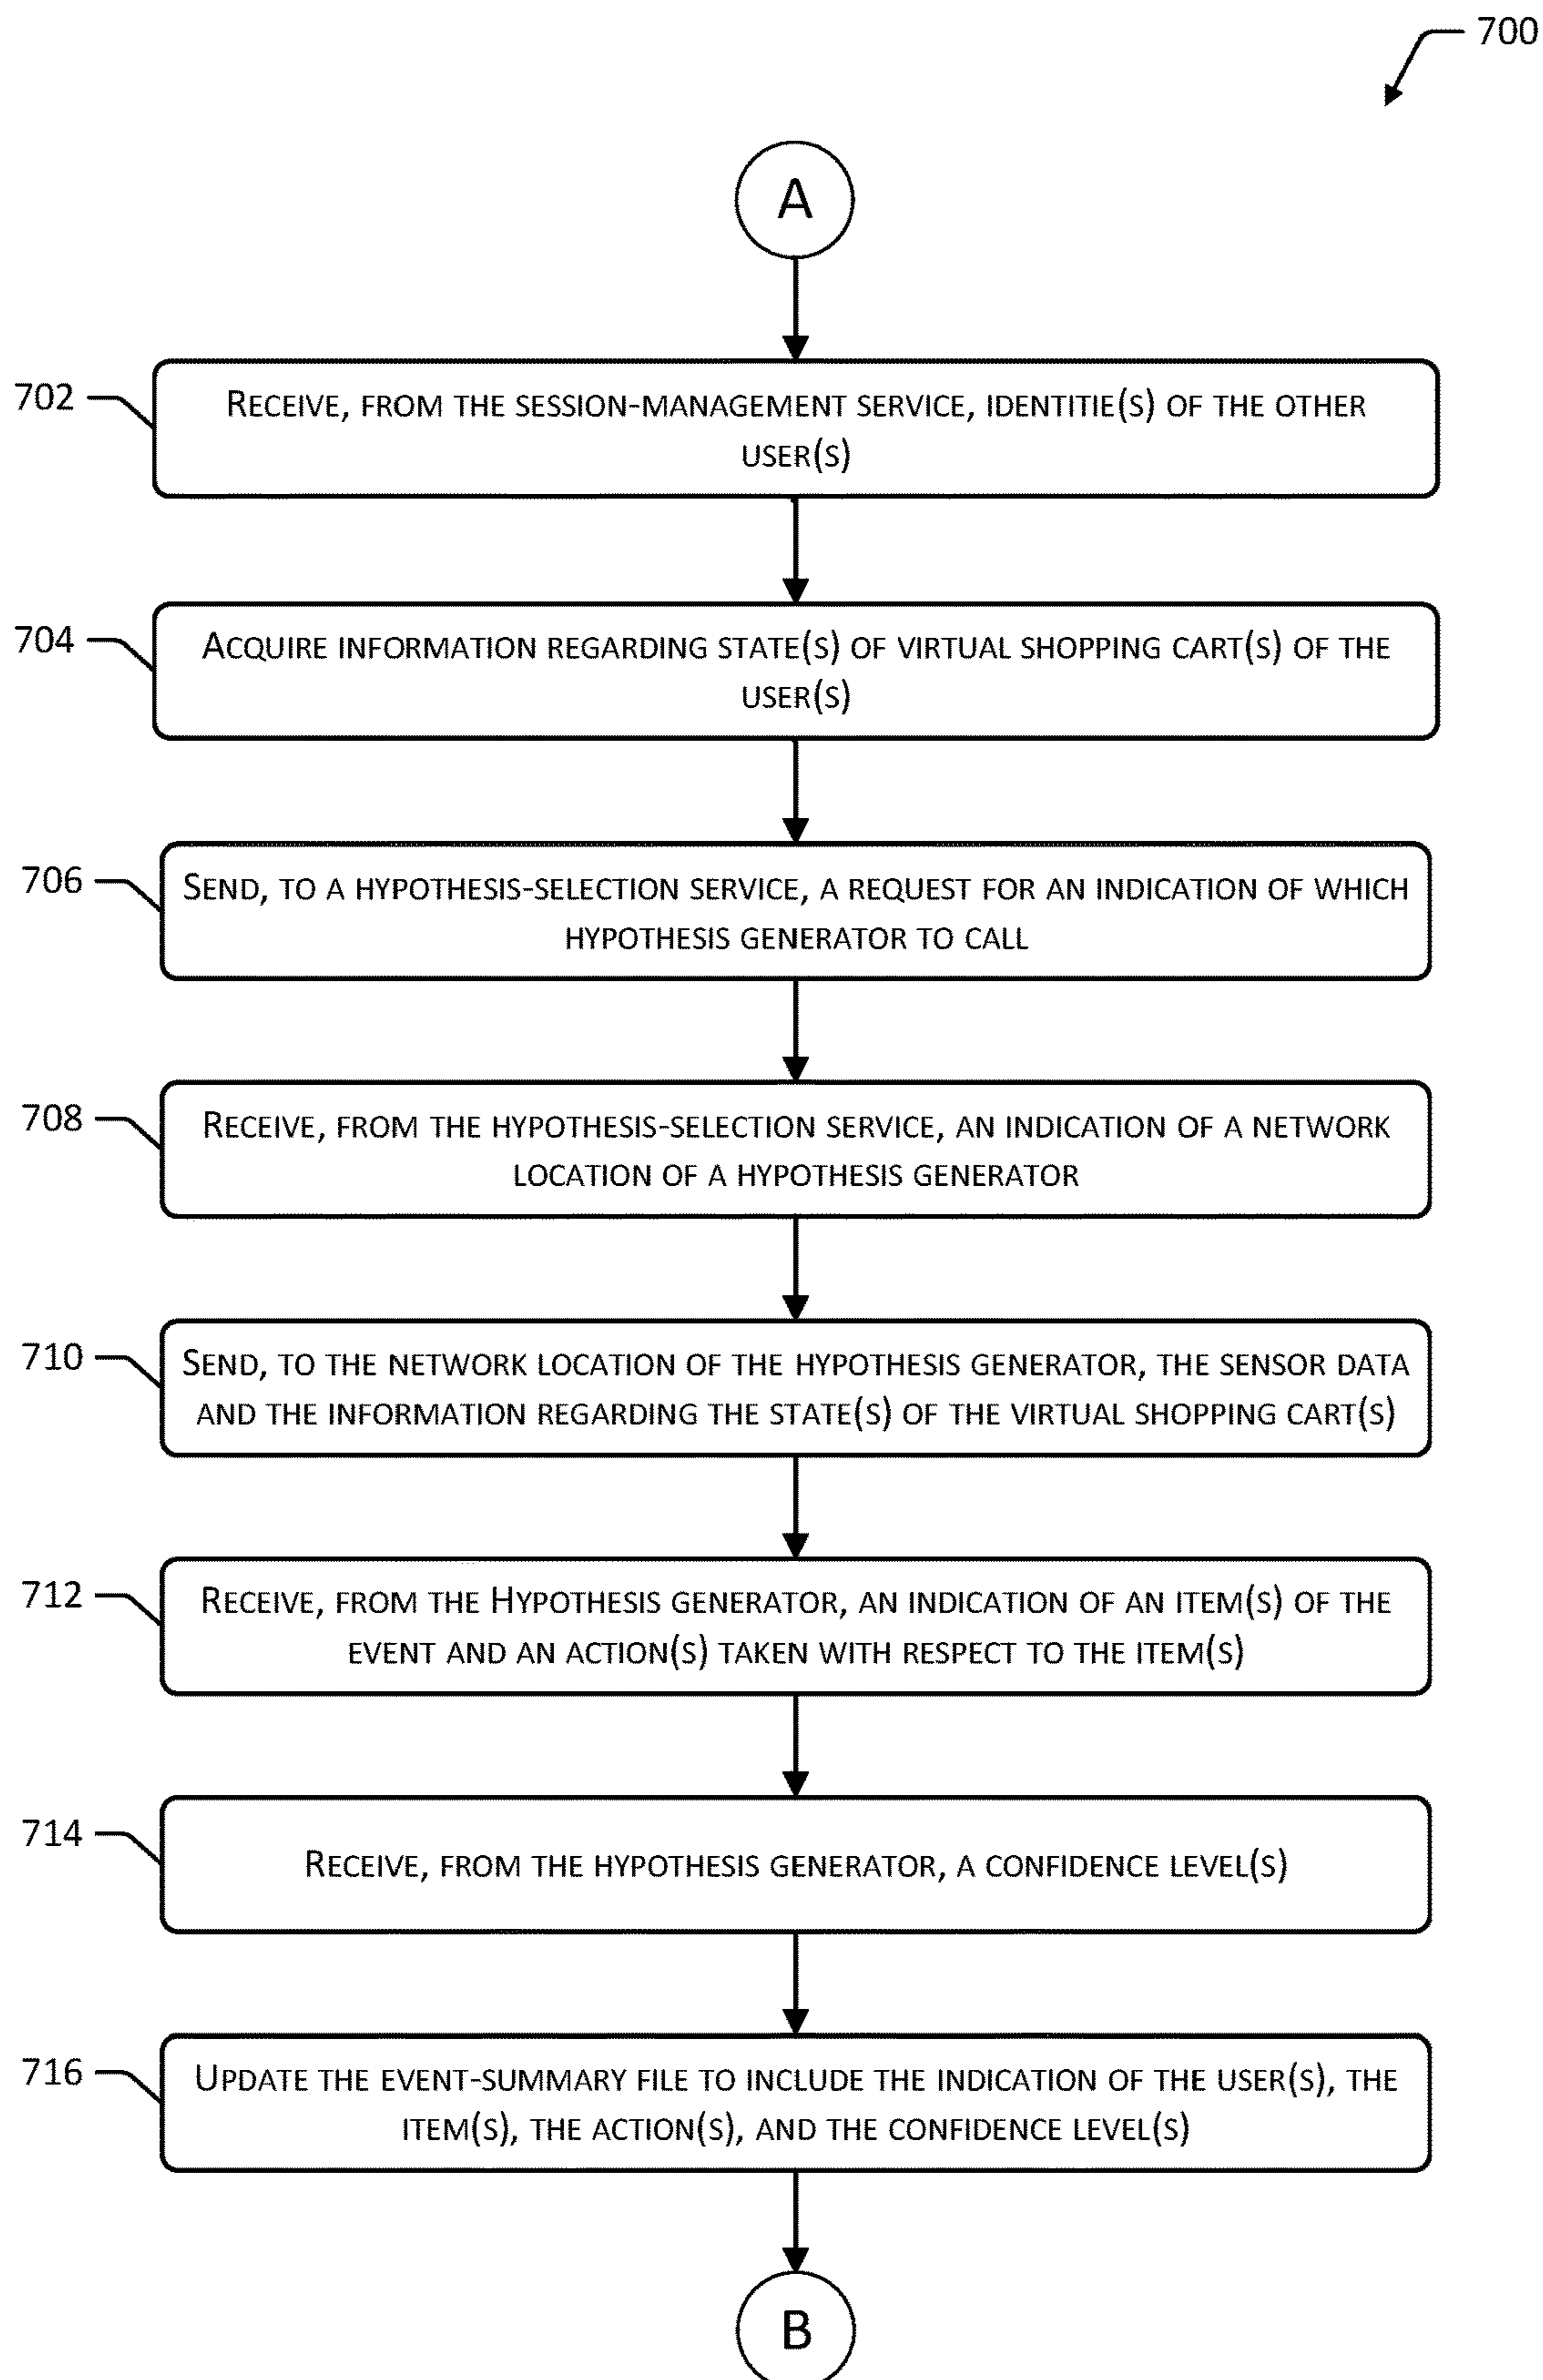 700
A
702
RECEIVE, FROM THE SESSION-MANAGEMENT SERVICE, IDENTITIE(S) OF THE OTHER
USER(S)
704
ACQUIRE INFORMATION REGARDING STATE(S) OF VIRTUAL SHOPPING CART(S) OF THE
USER(S)
706
SEND, TO A HYPOTHESIS-SELECTION SERVICE, A REQUEST FOR AN INDICATION OF WHICH
HYPOTHESIS GENERATOR TO CALL
708
RECEIVE, FROM THE HYPOTHESIS-SELECTION SERVICE, AN INDICATION OF A NETWORK
LOCATION OF A HYPOTHESIS GENERATOR
710
SEND, TO THE NETWORK LOCATION OF THE HYPOTHESIS GENERATOR, THE SENSOR DATA
AND THE INFORMATION REGARDING THE STATE(S) OF THE VIRTUAL SHOPPING CART(S)
712
RECEIVE, FROM THE HYPOTHESIS GENERATOR, AN INDICATION OF AN ITEM(S) OF THE
EVENT AND AN ACTION(S) TAKEN WITH RESPECT TO THE ITEM(S)
714
RECEIVE, FROM THE HYPOTHESIS GENERATOR, A CONFIDENCE LEVEL(S)
716
UPDATE THE EVENT-SUMMARY FILE TO INCLUDE THE INDICATION OF THE USER(S), THE
ITEM(S), THE ACTION(S), AND THE CONFIDENCE LEVEL(S)
B